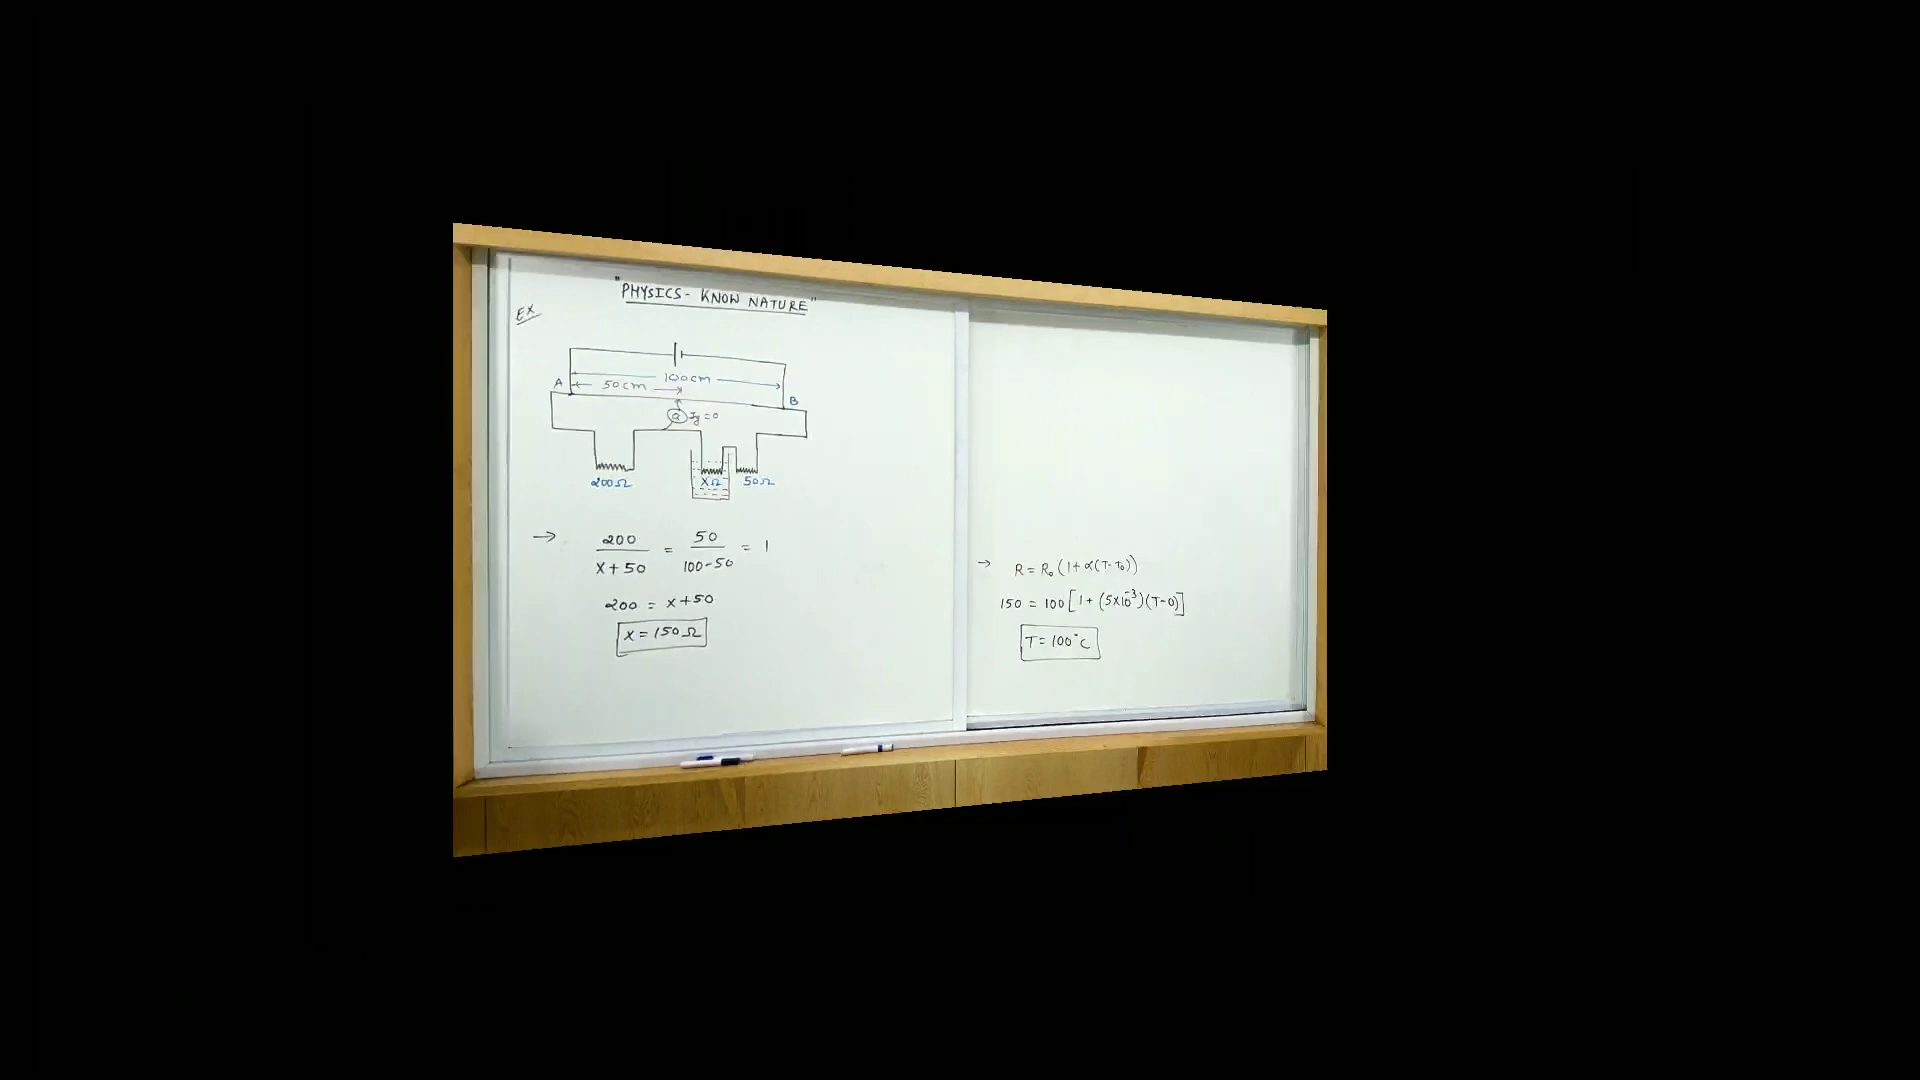 "PHYSICS - KNOW NATURE"
EX
100cm
A 50cm
B
G Ig=0
200Ω XΩ 50Ω
→ 200/(x+50) = 50/(100-50) = 1
200 = x+50
x = 150Ω
→ R = R₀(1+α(T-T₀))
150 = 100[1+(5×10⁻³)(T-0)]
T = 100°C